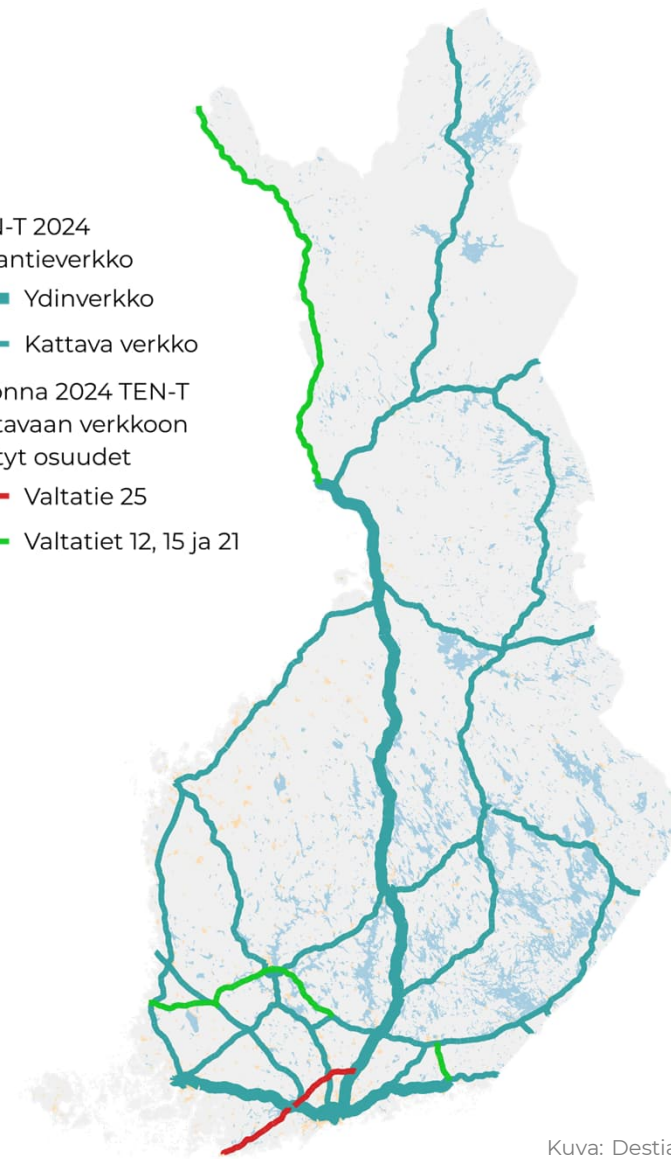 N-T 2024
antieverkko
Ydinverkko
Kattava verkko
onna 2024 TEN-T
tavaan verkkoon
tyt osuudet
Valtatie 25
Valtatiet 12, 15 ja 21
Kuva: Destia